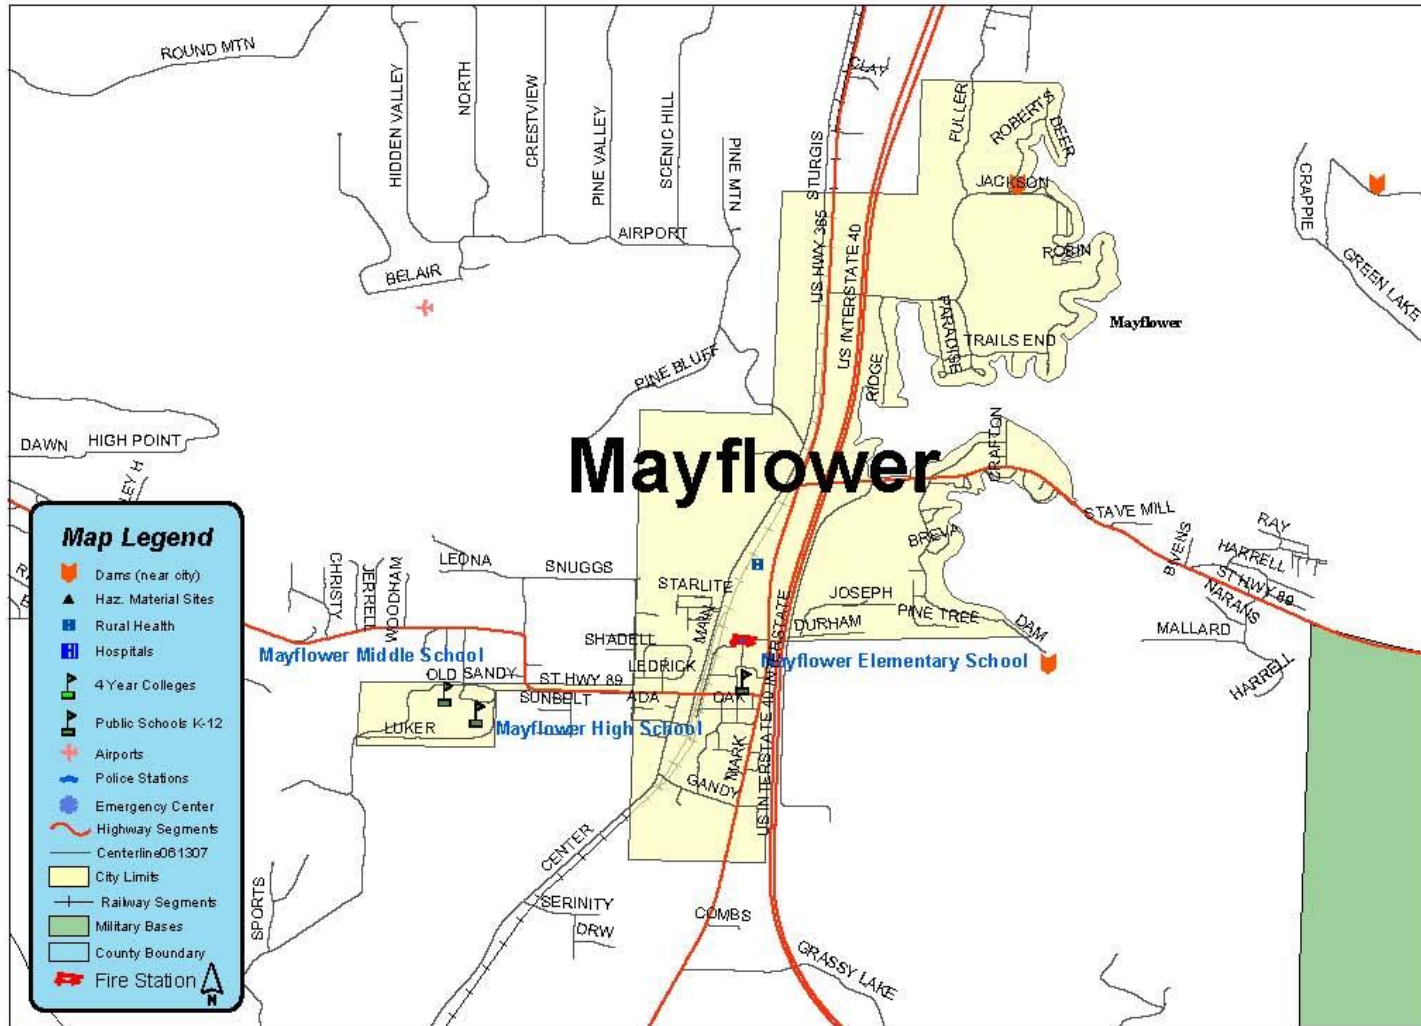 ROUND MTN
HIDDEN VALLEY
NORTH
CRESTVIEW
PINE VALLEY
SCENIC HILL
PINE MTN
STURGIS
CLAY
FULLER
ROBERTS
DEER
JACKSON
CRAPPIE
GREEN LAKE
AIRPORT
BELAIR
US HWY 365
US INTERSTATE 40
ROBIN
PARADISE
TRAILS END
Mayflower
RIDGE
PINE BLUFF
DAWN
HIGH POINT
LEY H
Mayflower
CRAFTON
STAVE MILL
BREVA
BIVENS
RAY
HARRELL
ST HWY 89
NARANS
MALLARD
HARRELL
CHRISTY
JERRELL
WOODHAM
LEONA
SNUGGS
STARLITE
MAIN
JOSEPH
DURHAM
PINE TREE
DAM
SHADELL
LEDRICK
Mayflower Middle School
Mayflower Elementary School
OLD SANDY
ST HWY 89
SUNBELT
ADA
OAK
LUKER
Mayflower High School
MARK
GANDY
US INTERSTATE 40 INTERSTATE
CENTER
SPORTS
SERINITY
DRW
COMBS
GRASSY LAKE
Map Legend
Dams (near city)
Haz. Material Sites
Rural Health
Hospitals
4 Year Colleges
Public Schools K-12
Airports
Police Stations
Emergency Center
Highway Segments
Centerline061307
City Limits
Railway Segments
Military Bases
County Boundary
Fire Station
N